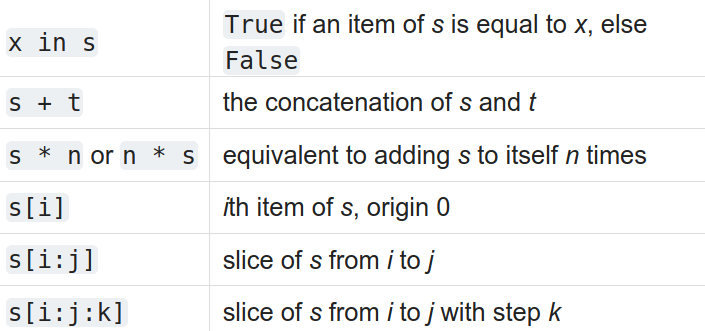 x in s True if an item of s is equal to x, else
False
s + t the concatenation of s and t
s * n or n * s equivalent to adding s to itself n times
s[i] ith item of s, origin 0
s[i:j] slice of s from i to j
s[i:j:k] slice of s from i to j with step k